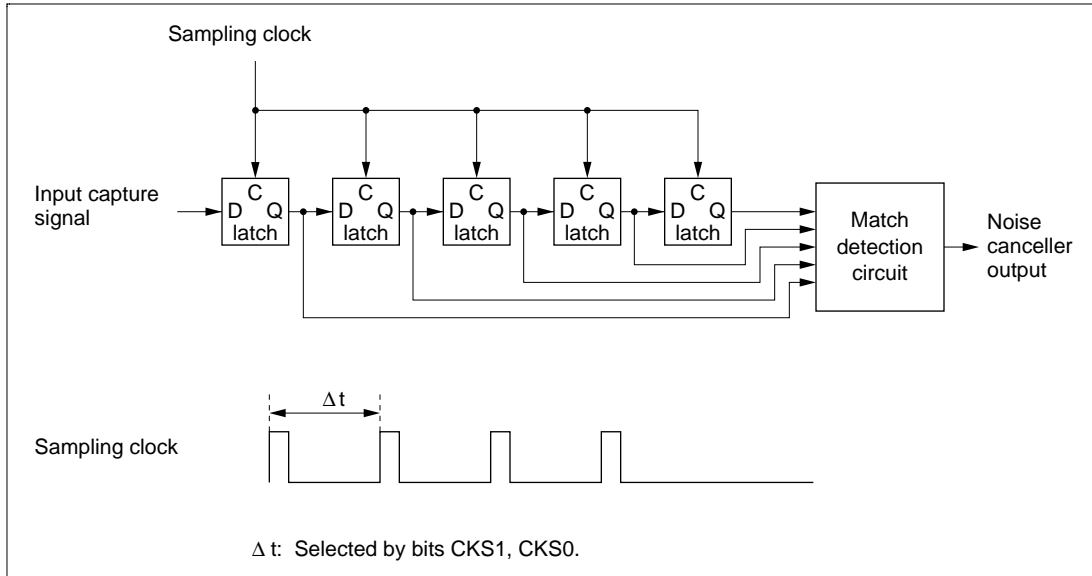 Sampling clock
Input capture
signal
C
D Q
latch
C
D Q
latch
C
D Q
latch
C
D Q
latch
C
D Q
latch
Match
detection
circuit
Noise
canceller
output
Δ t
Sampling clock
Δ t: Selected by bits CKS1, CKS0.